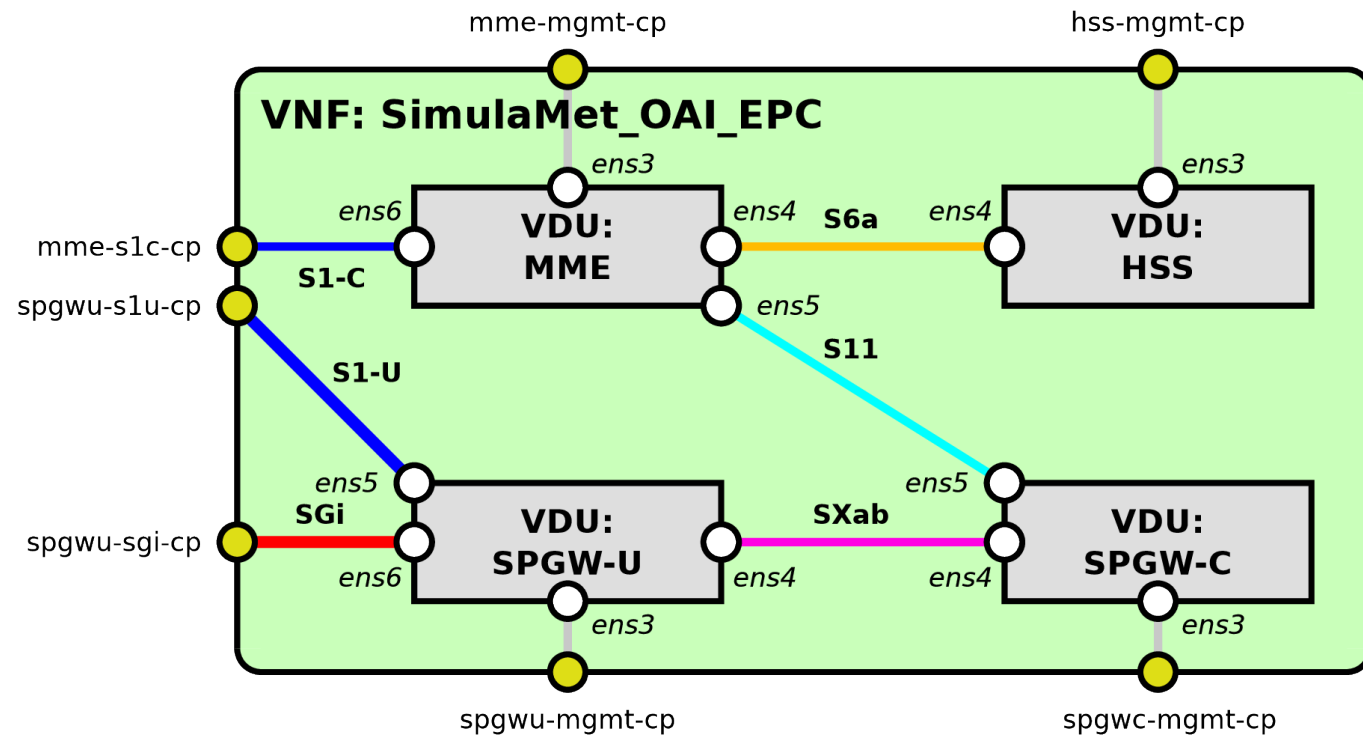 mme-mgmt-cp
hss-mgmt-cp
VNF: SimulaMet_OAI_EPC
ens3
ens3
ens6
VDU:
MME
ens4
S6a
ens4
VDU:
HSS
mme-s1c-cp
S1-C
spgwu-s1u-cp
ens5
S11
S1-U
ens5
SGi
VDU:
SPGW-U
SXab
ens5
VDU:
SPGW-C
spgwu-sgi-cp
ens6
ens4
ens4
ens3
ens3
spgwu-mgmt-cp
spgwc-mgmt-cp